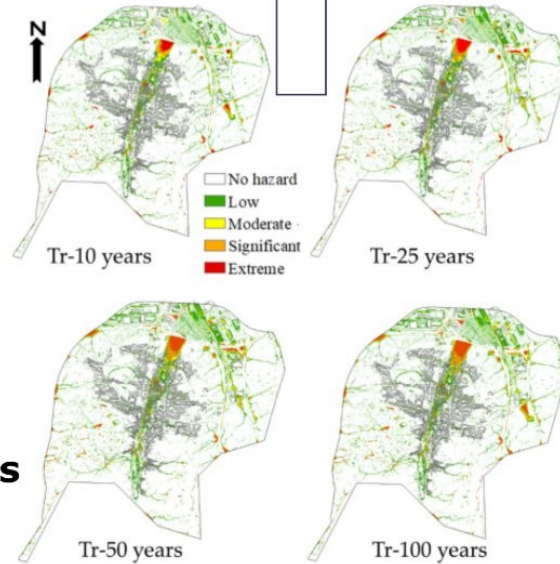 N
No hazard
Low
Moderate
Significant
Extreme
Tr-10 years
Tr-25 years
s
Tr-50 years
Tr-100 years